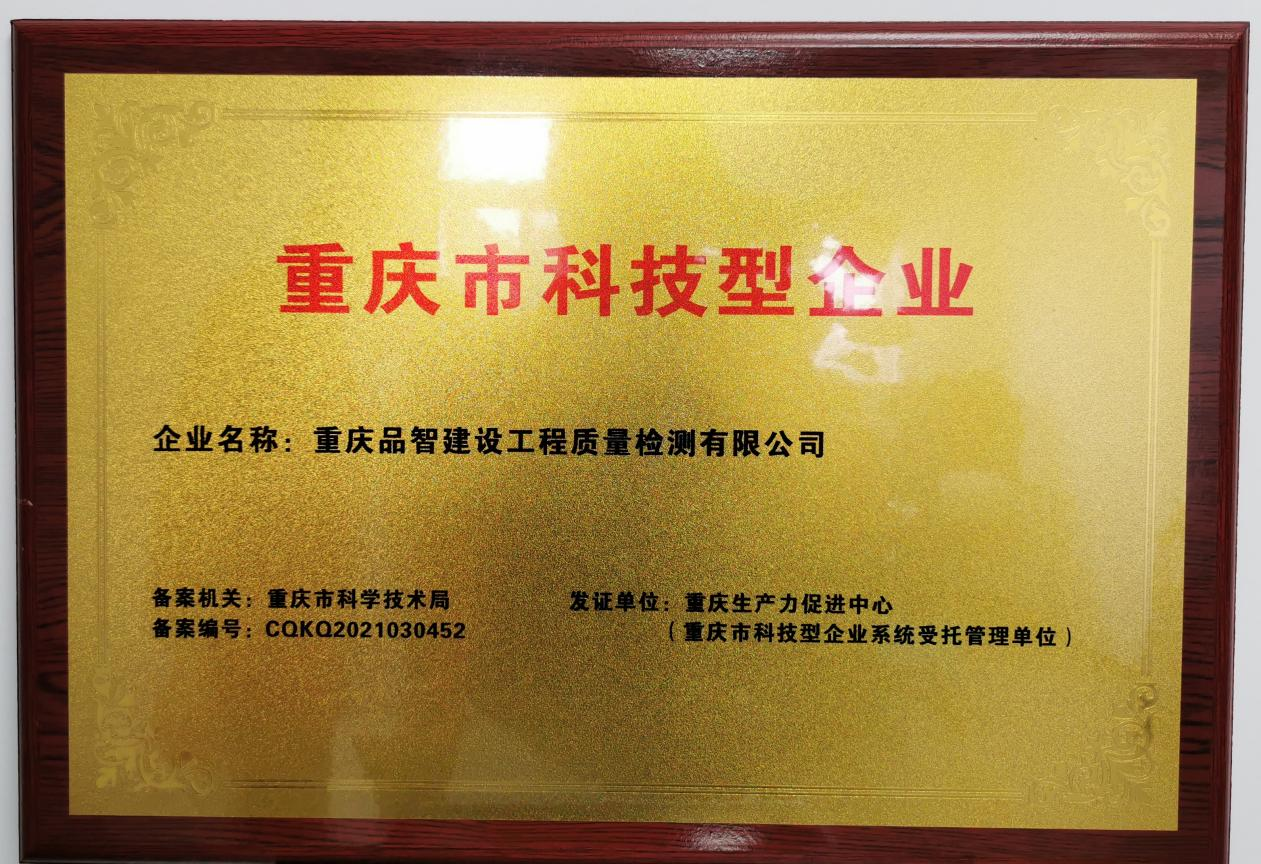 重庆市科技型企业
企业名称：重庆品智建设工程质量检测有限公司
备案机关：重庆市科学技术局
备案编号：CQKQ2021030452
发证单位：重庆生产力促进中心
（重庆市科技型企业系统受托管理单位）